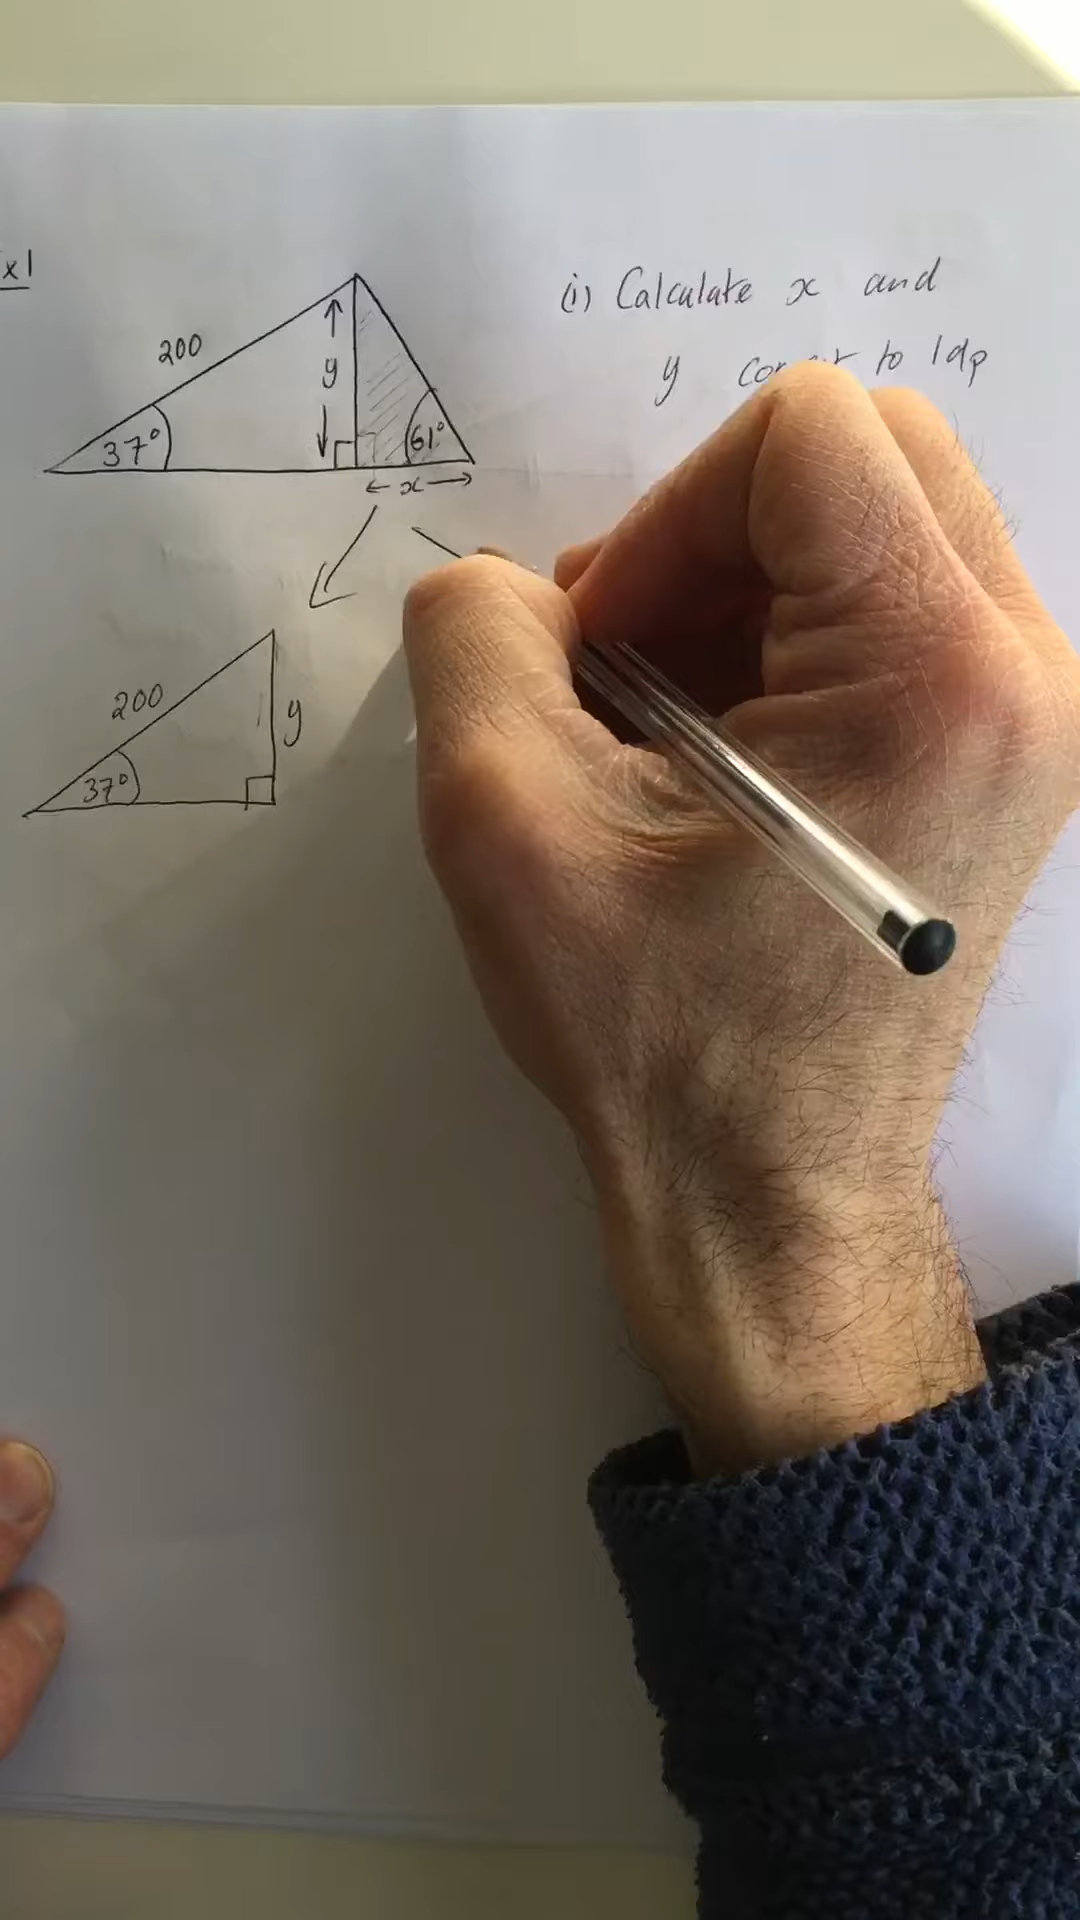 x1
(i) Calculate x and
y to 1dp
200
y
37°
61°
x
200
y
37°